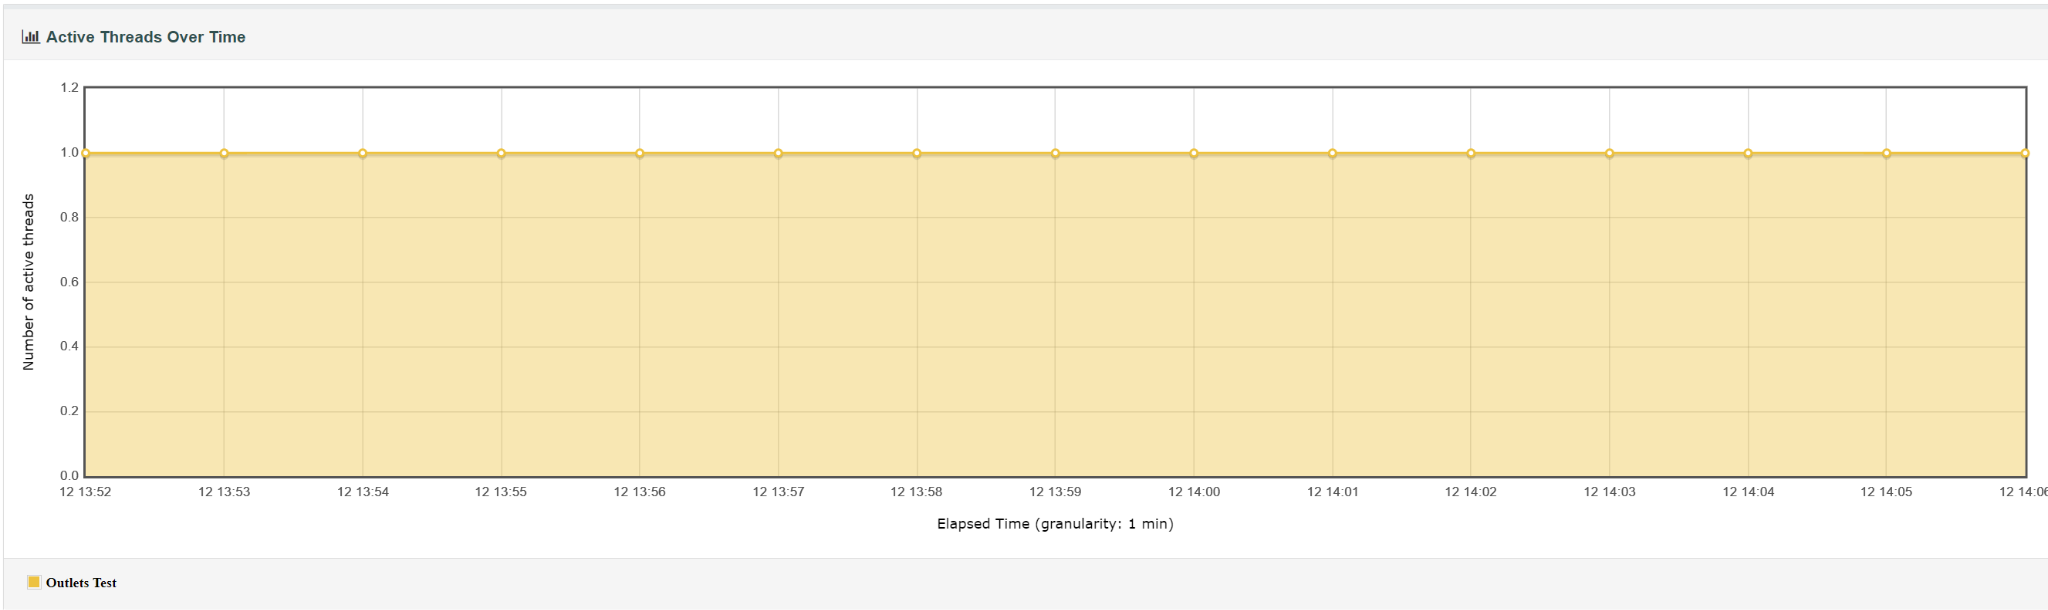 Active Threads Over Time
1.2
1.0
0.8
0.6
0.4
0.2
0.0
Number of active threads
12 13:52 12 13:53 12 13:54 12 13:55 12 13:56 12 13:57 12 13:58 12 13:59 12 14:00 12 14:01 12 14:02 12 14:03 12 14:04 12 14:05 12 14:06
Elapsed Time (granularity: 1 min)
Outlets Test